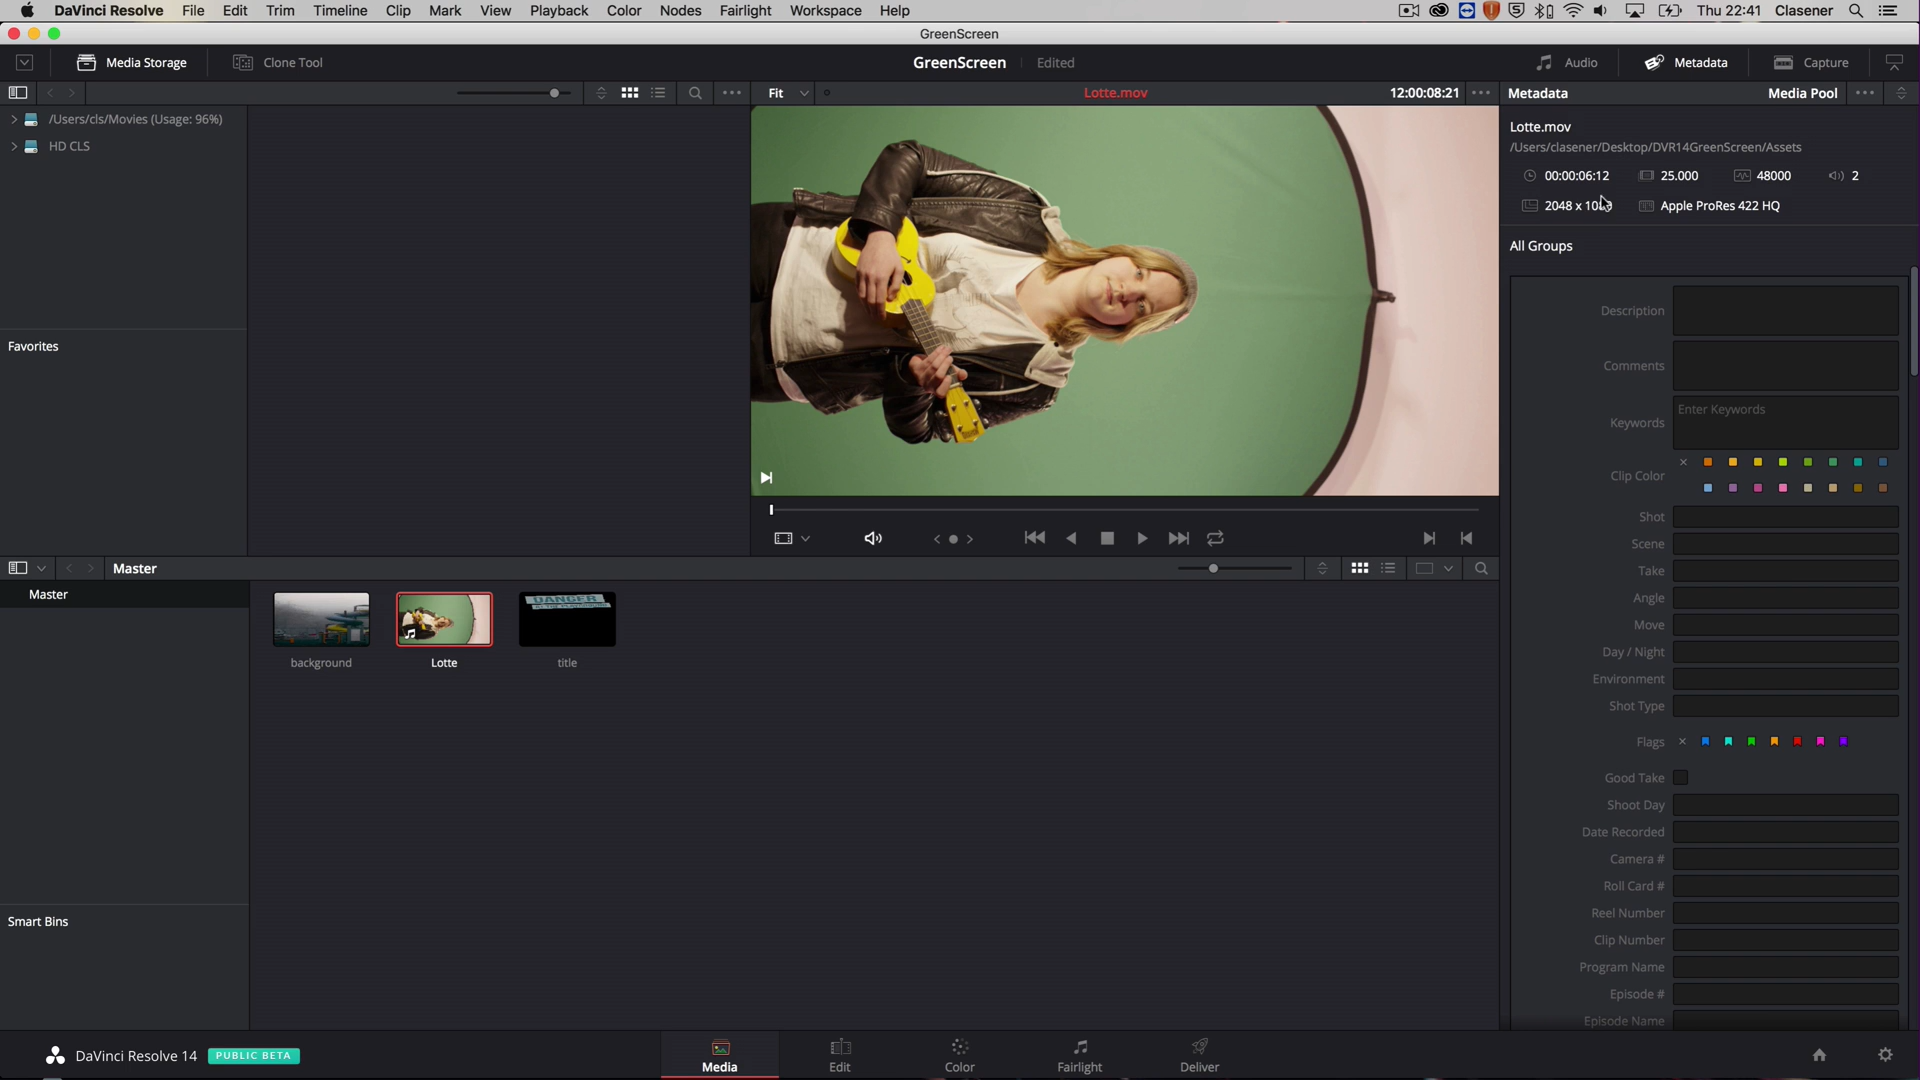 DaVinci Resolve File Edit Trim Timeline Clip Mark View Playback Color Nodes Fairlight Workspace Help Thu 22:41 Clasener
GreenScreen
Media Storage Clone Tool GreenScreen Edited Audio Metadata Capture
Fit Lotte.mov 12:00:08:21 Metadata Media Pool
/Users/cls/Movies (Usage: 96%)
HD CLS
Lotte.mov
/Users/clasener/Desktop/DVR14GreenScreen/Assets
00:00:06:12 25.000 48000 2
2048 x Apple ProRes 422 HQ
All Groups
Description
Favorites
Comments
Enter Keywords
Keywords
Clip Color
Shot
Scene
Master
Take
Master
Angle
DANGER
Move
Day / Night
background Lotte title
Environment
Shot Type
Flags
Good Take
Shoot Day
Date Recorded
Camera #
Roll Card #
Reel Number
Smart Bins
Clip Number
Program Name
Episode #
Episode Name
DaVinci Resolve 14 PUBLIC BETA
Media Edit Color Fairlight Deliver